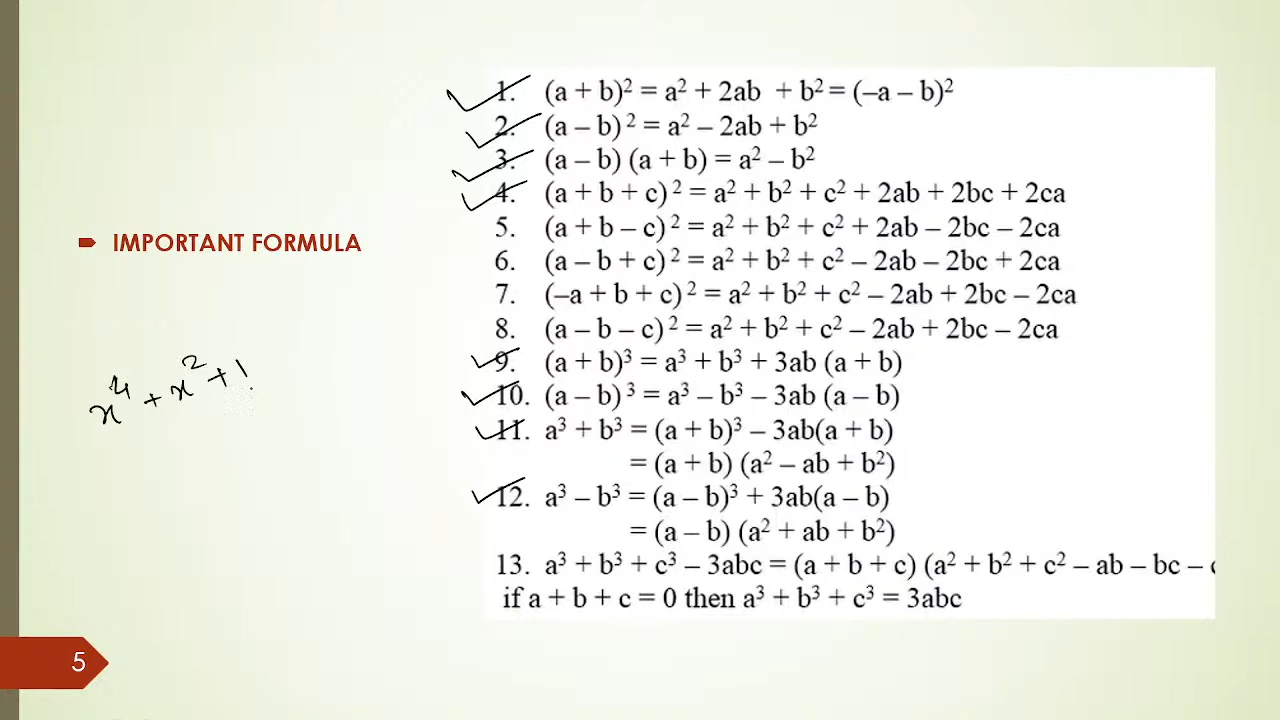 IMPORTANT FORMULA
x⁴ + x² + 1
1. (a + b)² = a² + 2ab + b² = (–a – b)²
2. (a – b)² = a² – 2ab + b²
3. (a – b) (a + b) = a² – b²
4. (a + b + c)² = a² + b² + c² + 2ab + 2bc + 2ca
5. (a + b – c)² = a² + b² + c² + 2ab – 2bc – 2ca
6. (a – b + c)² = a² + b² + c² – 2ab – 2bc + 2ca
7. (–a + b + c)² = a² + b² + c² – 2ab + 2bc – 2ca
8. (a – b – c)² = a² + b² + c² – 2ab + 2bc – 2ca
9. (a + b)³ = a³ + b³ + 3ab (a + b)
10. (a – b)³ = a³ – b³ – 3ab (a – b)
11. a³ + b³ = (a + b)³ – 3ab(a + b)
= (a + b) (a² – ab + b²)
12. a³ – b³ = (a – b)³ + 3ab(a – b)
= (a – b) (a² + ab + b²)
13. a³ + b³ + c³ – 3abc = (a + b + c) (a² + b² + c² – ab – bc –
if a + b + c = 0 then a³ + b³ + c³ = 3abc
5